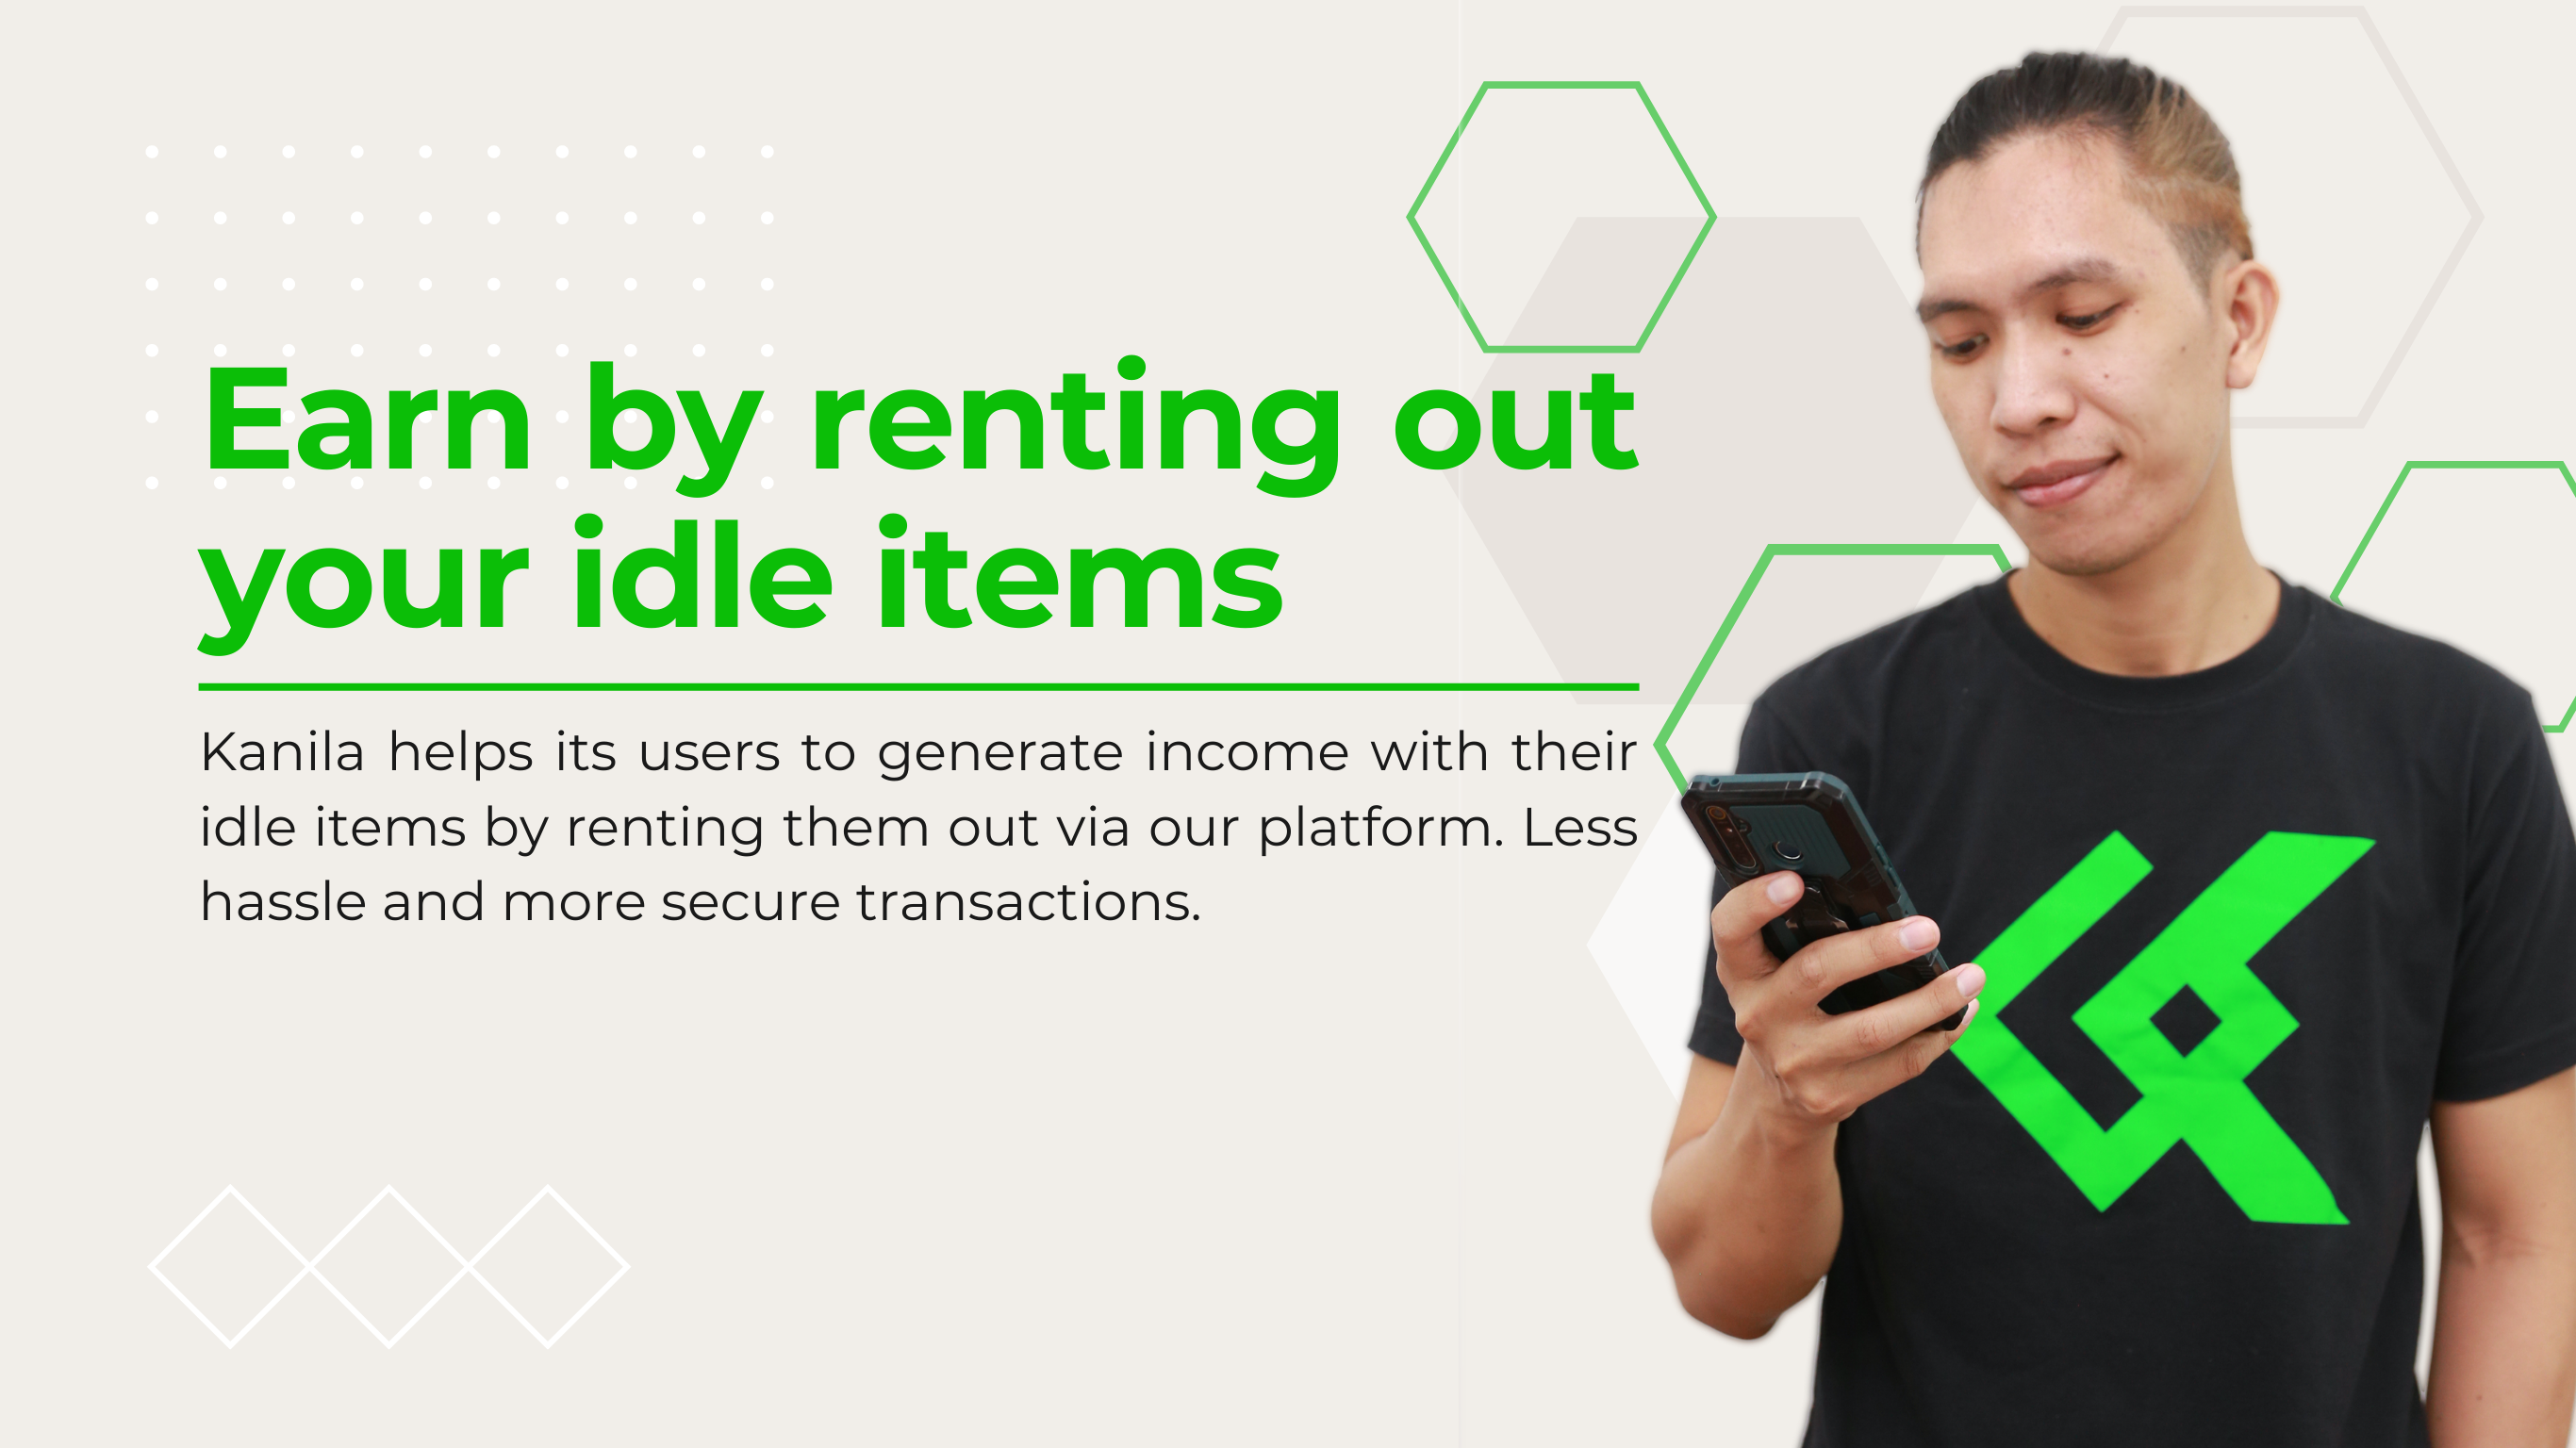 Earn by renting out
your idle items
Kanila helps its users to generate income with their
idle items by renting them out via our platform. Less
hassle and more secure transactions.